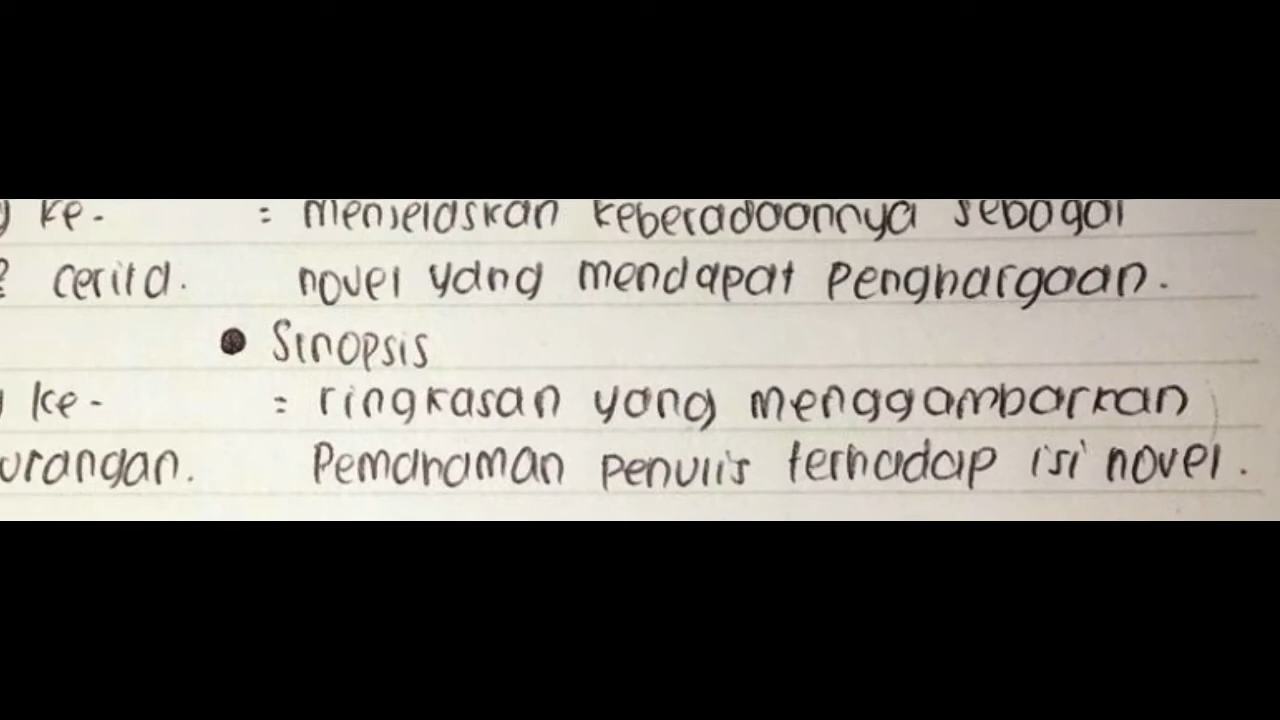 ke- = menjelaskan keberadaannya sebagai
cerita. novel yang mendapat penghargaan.
● Sinopsis
ke- = ringkasan yang menggambarkan
urangan. Pemahaman penulis terhadap isi novel.